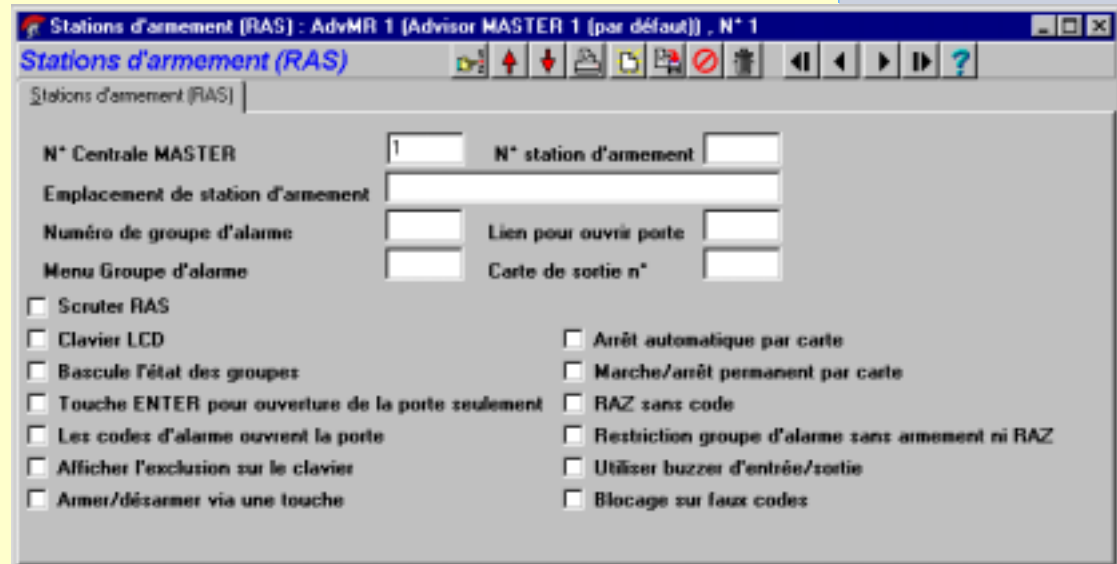 Stations d'armement (RAS) : AdvMR 1 (Advisor MASTER 1 (par défaut)) , N° 1
Stations d'armement (RAS)
?
Stations d'armement (RAS)
N° Centrale MASTER 1 N° station d'armement
Emplacement de station d'armement
Numéro de groupe d'alarme Lien pour ouvrir porte
Menu Groupe d'alarme Carte de sortie n°
Scruter RAS
Clavier LCD Arrêt automatique par carte
Bascule l'état des groupes Marche/arrêt permanent par carte
Touche ENTER pour ouverture de la porte seulement RAZ sans code
Les codes d'alarme ouvrent la porte Restriction groupe d'alarme sans armement ni RAZ
Afficher l'exclusion sur le clavier Utiliser buzzer d'entrée/sortie
Armer/désarmer via une touche Blocage sur faux codes